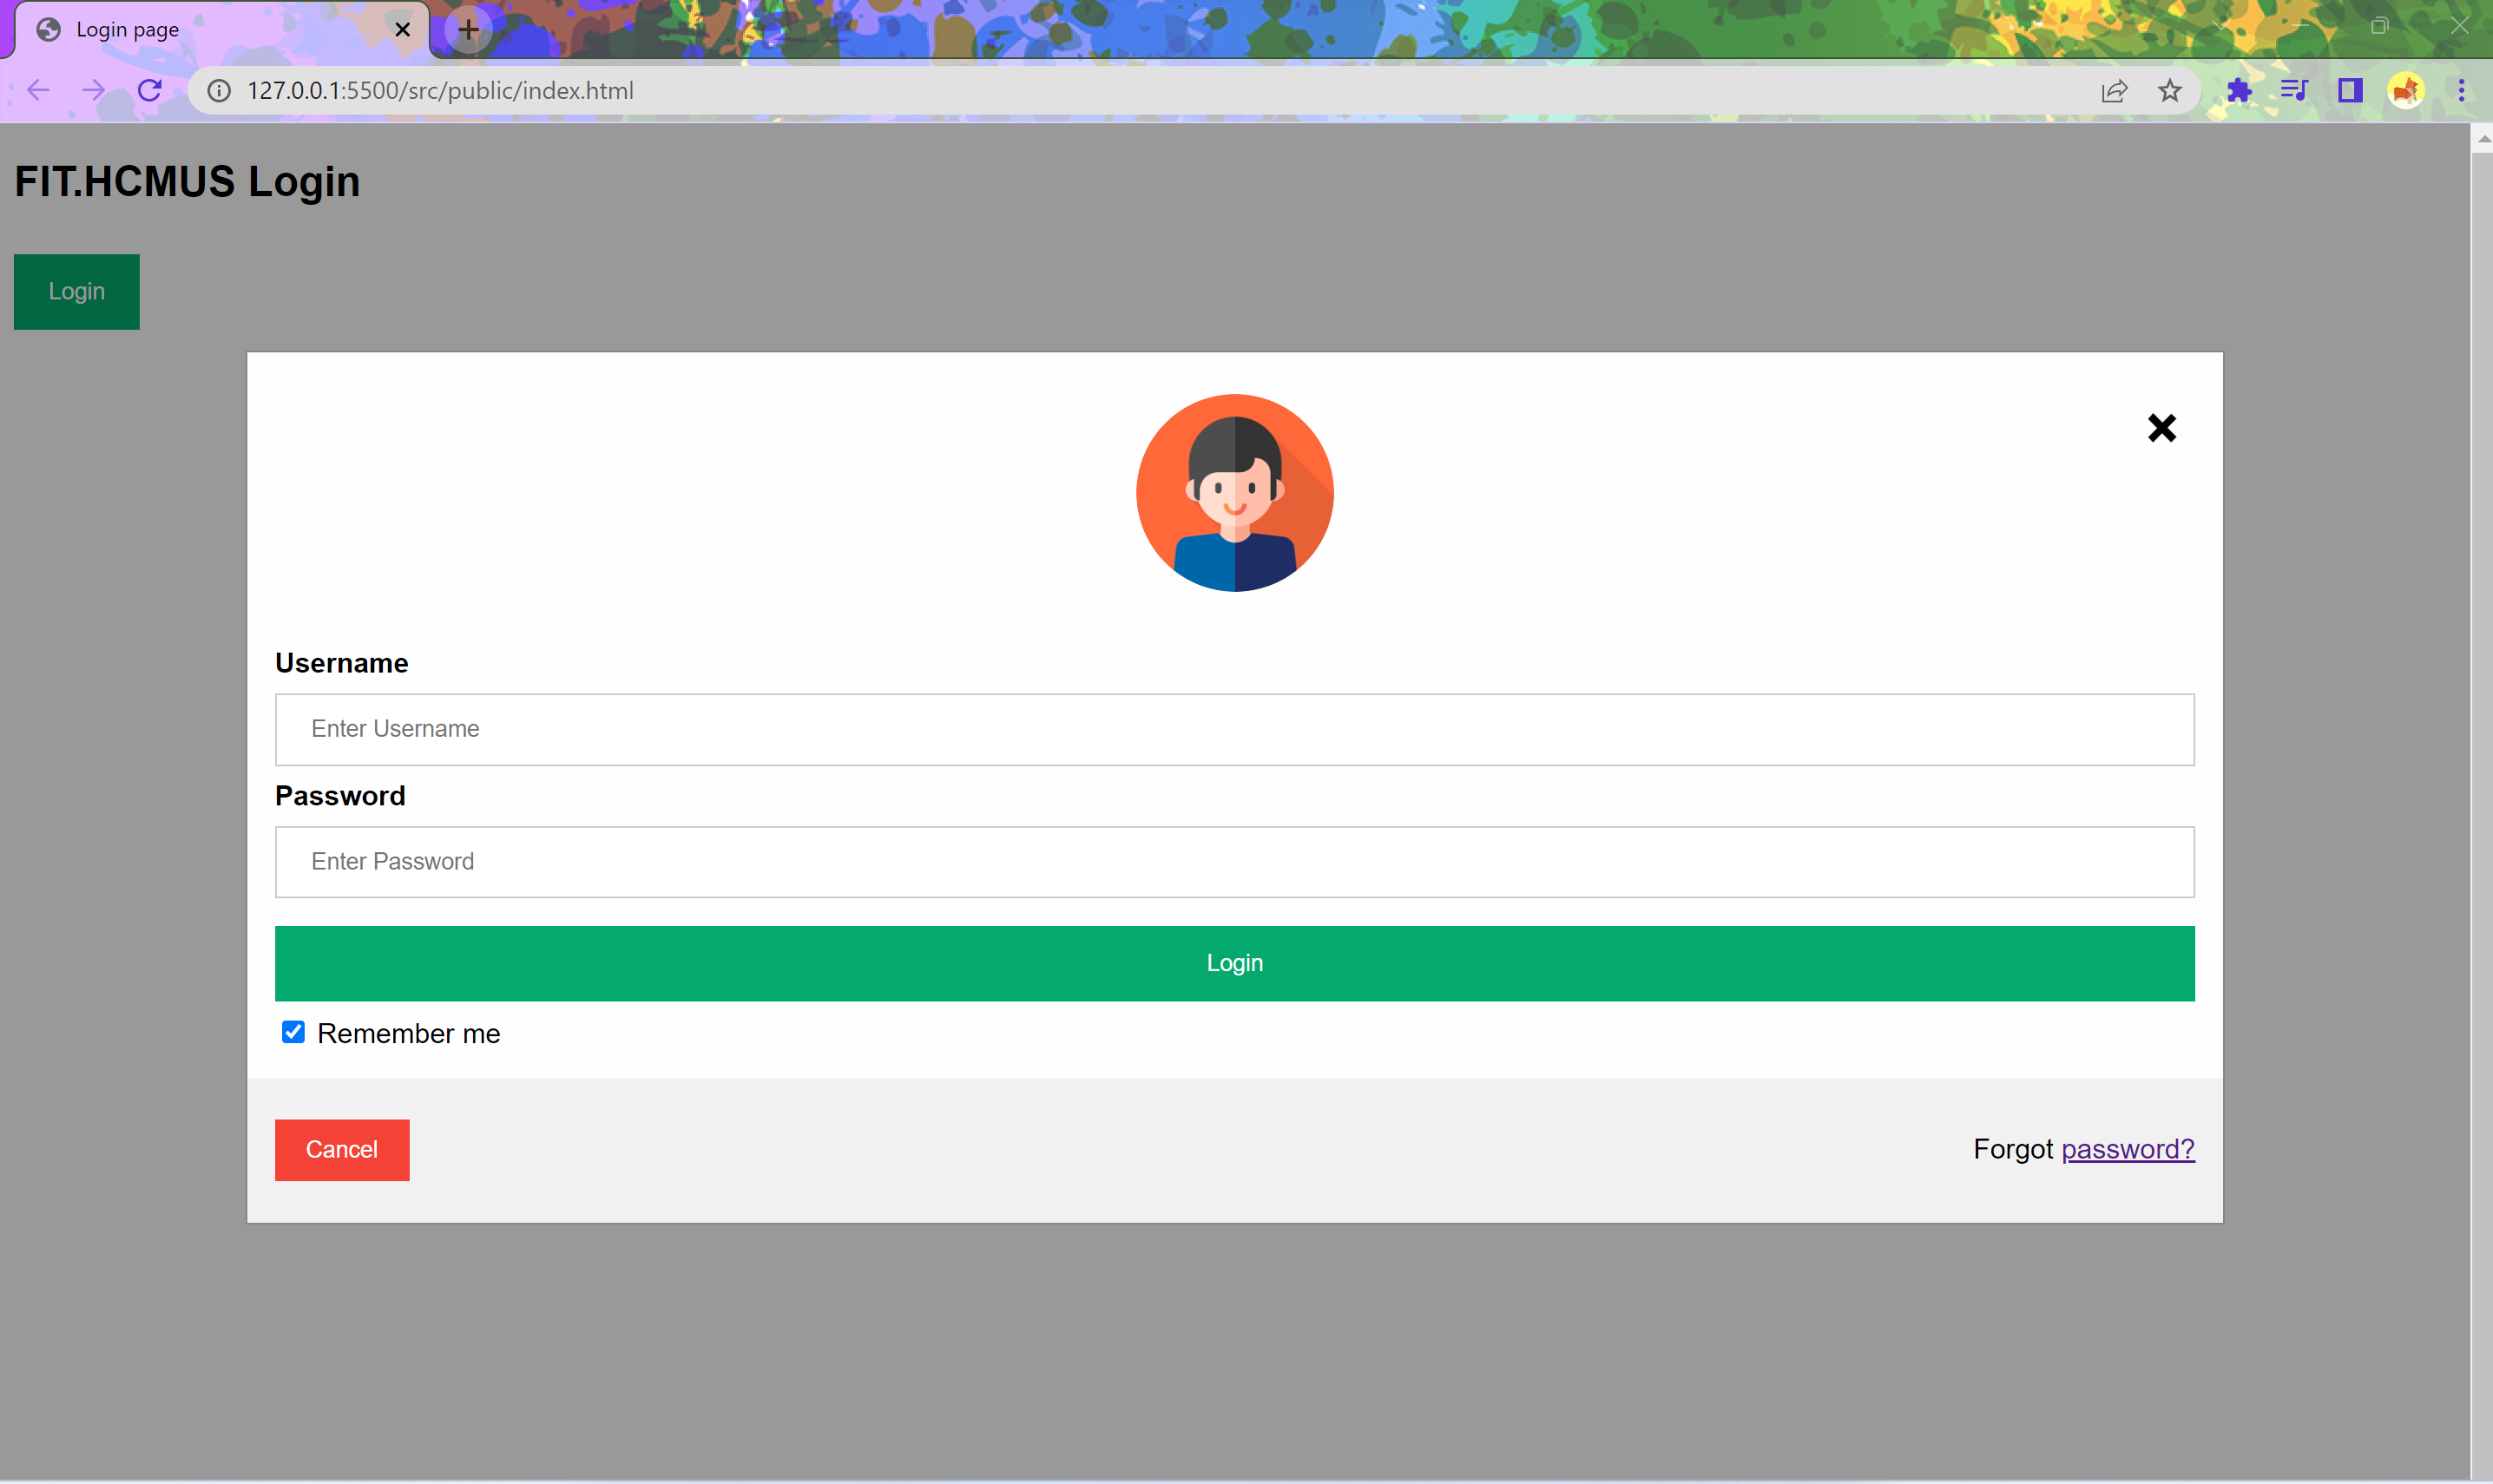 Login page
127.0.0.1:5500/src/public/index.html
FIT.HCMUS Login
Login
Username
Enter Username
Password
Enter Password
Login
Remember me
Cancel
Forgot password?